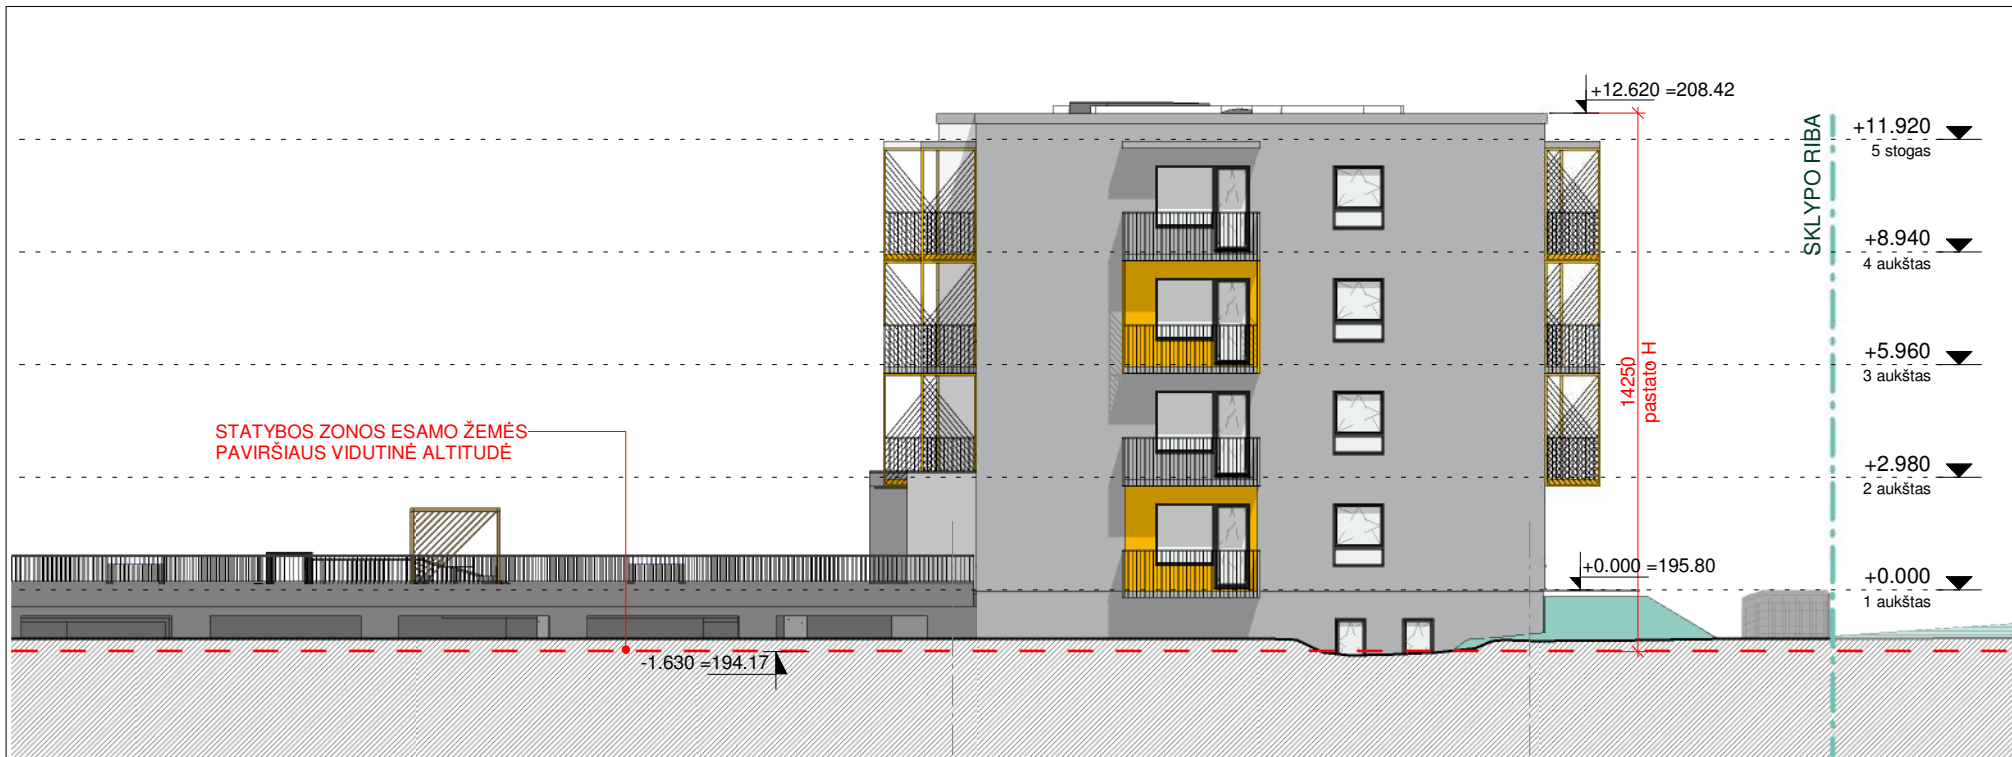 +12.620 =208.42
SKLYPO RIBA
+11.920
5 stogas
+8.940
4 aukštas
+5.960
3 aukštas
14250
pastato H
STATYBOS ZONOS ESAMO ŽEMĖS
PAVIRŠIAUS VIDUTINĖ ALTITUDĖ
+2.980
2 aukštas
+0.000 =195.80
+0.000
1 aukštas
-1.630 =194.17